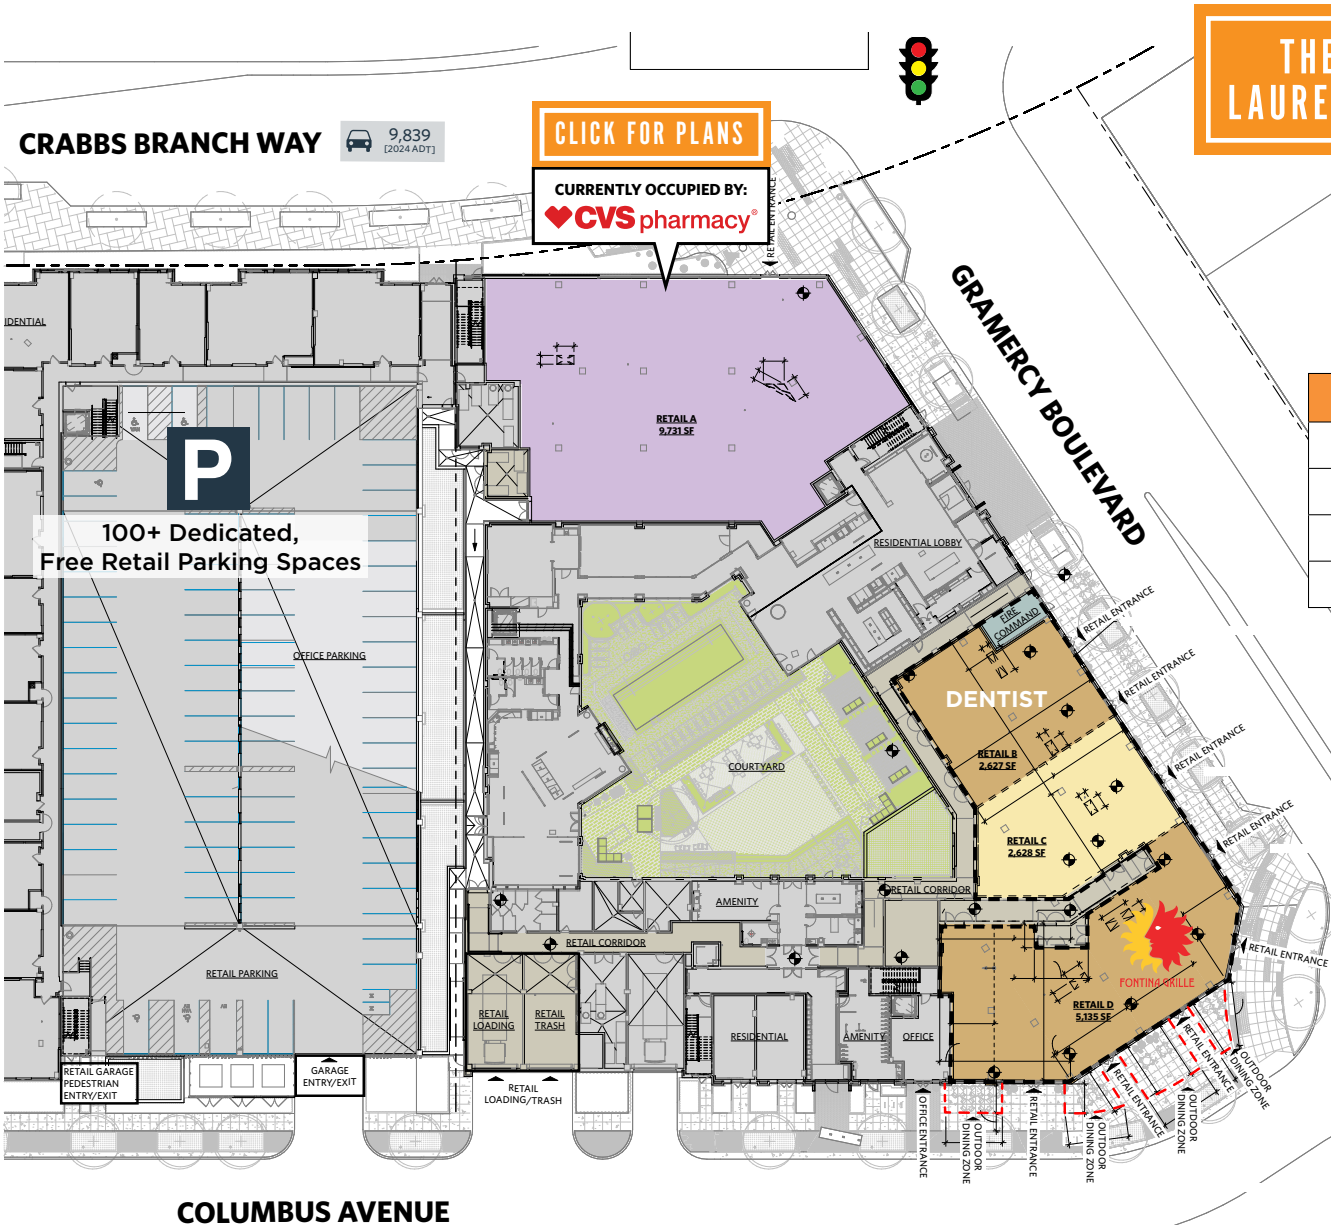 THE
LAURE
CLICK FOR PLANS
CRABBS BRANCH WAY
9,839
[2024 ADT]
CURRENTLY OCCUPIED BY:
CVS pharmacy®
RETAIL ENTRANCE
GRAMERCY BOULEVARD
IDENTIAL
RETAIL A
9,731 SF
P
100+ Dedicated,
Free Retail Parking Spaces
RESIDENTIAL LOBBY
FIRE
COMMAND
RETAIL ENTRANCE
OFFICE PARKING
RETAIL ENTRANCE
DENTIST
RETAIL B
2,627 SF
RETAIL ENTRANCE
COURTYARD
RETAIL ENTRANCE
RETAIL C
2,628 SF
RETAIL CORRIDOR
AMENITY
RETAIL CORRIDOR
RETAIL ENTRANCE
RETAIL PARKING
FONTINA GRILLE
RETAIL D
5,135 SF
RETAIL
LOADING
RETAIL
TRASH
RESIDENTIAL
AMENITY
OFFICE
RETAIL GARAGE
PEDESTRIAN
ENTRY/EXIT
GARAGE
ENTRY/EXIT
RETAIL
LOADING/TRASH
OFFICE ENTRANCE
OUTDOOR
DINING ZONE
RETAIL ENTRANCE
OUTDOOR
DINING ZONE
RETAIL ENTRANCE
OUTDOOR
DINING ZONE
RETAIL ENTRANCE
OUTDOOR
DINING ZONE
COLUMBUS AVENUE